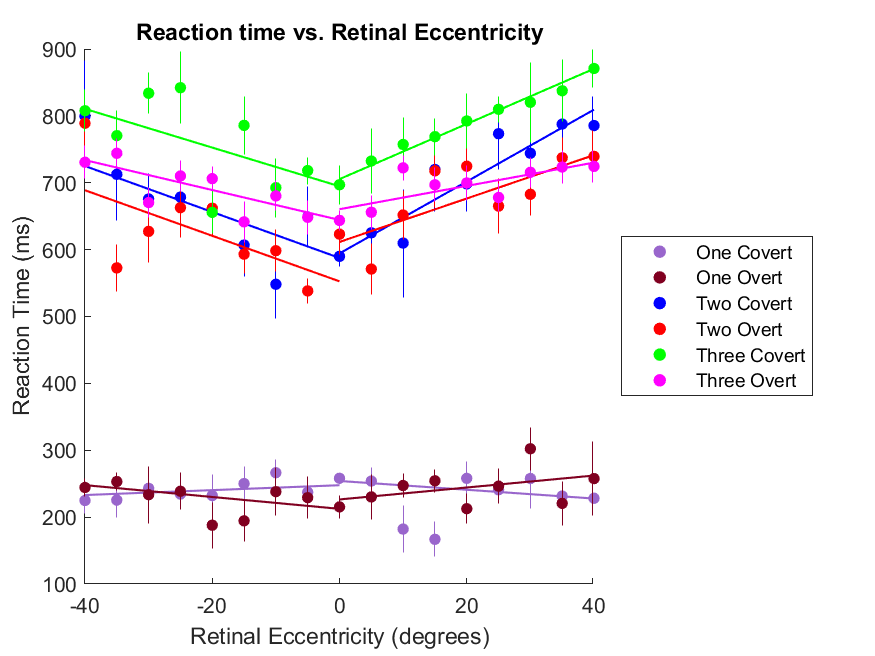 Reaction time vs. Retinal Eccentricity
900
800
700
600
500
400
300
200
100
Reaction Time (ms)
-40 -20 0 20 40
Retinal Eccentricity (degrees)
One Covert
One Overt
Two Covert
Two Overt
Three Covert
Three Overt